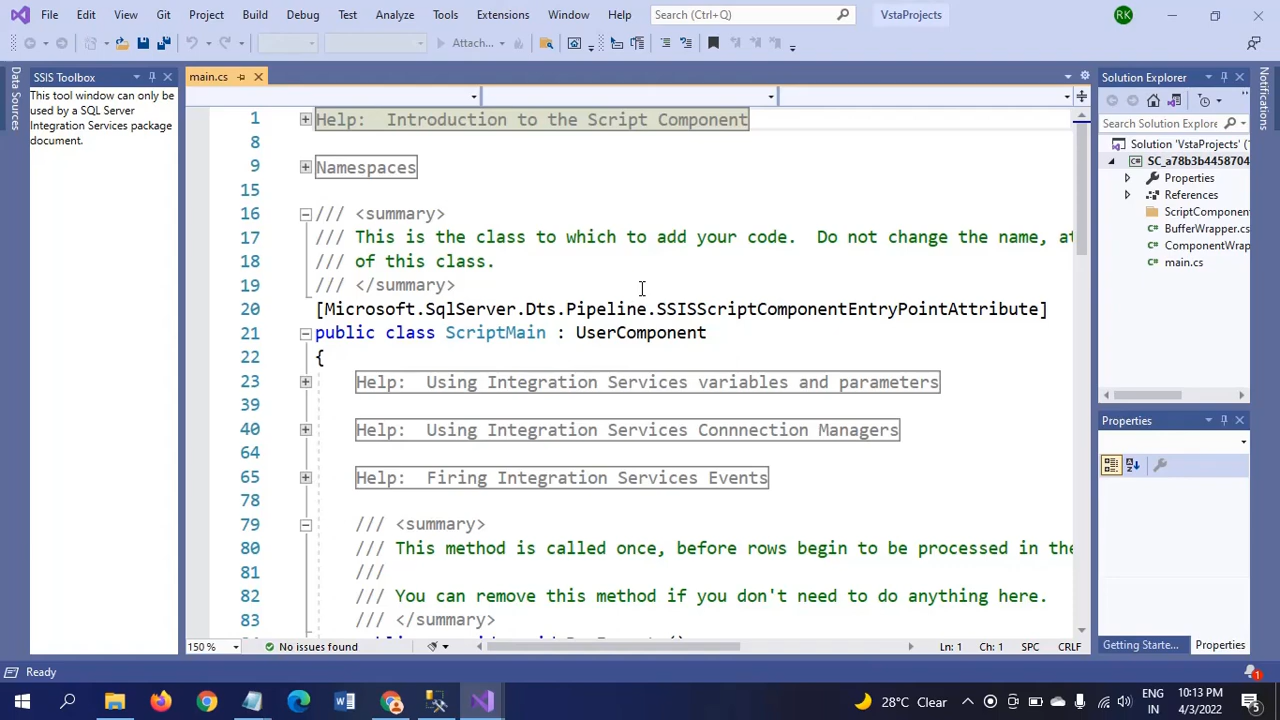 File Edit View Git Project Build Debug Test Analyze Tools Extensions Window Help Search (Ctrl+Q) VstaProjects RK
Attach...
Data Sources
SSIS Toolbox
This tool window can only be
used by a SQL Server
Integration Services package
document.
main.cs
1 Help: Introduction to the Script Component
8
9 Namespaces
15
16 /// <summary>
17 /// This is the class to which to add your code. Do not change the name, at
18 /// of this class.
19 /// </summary>
20 [Microsoft.SqlServer.Dts.Pipeline.SSISScriptComponentEntryPointAttribute]
21 public class ScriptMain : UserComponent
22 {
23 Help: Using Integration Services variables and parameters
39
40 Help: Using Integration Services Connnection Managers
64
65 Help: Firing Integration Services Events
78
79 /// <summary>
80 /// This method is called once, before rows begin to be processed in the
81 ///
82 /// You can remove this method if you don't need to do anything here.
83 /// </summary>
150 % No issues found Ln: 1 Ch: 1 SPC CRLF
Solution Explorer
Search Solution Explore
Solution 'VstaProjects'
SC_a78b3b4458704
Properties
References
ScriptComponen
BufferWrapper.cs
ComponentWrap
main.cs
Properties
Getting Starte... Properties
Notifications
Ready 1
28°C Clear
ENG
IN
10:13 PM
4/3/2022
5